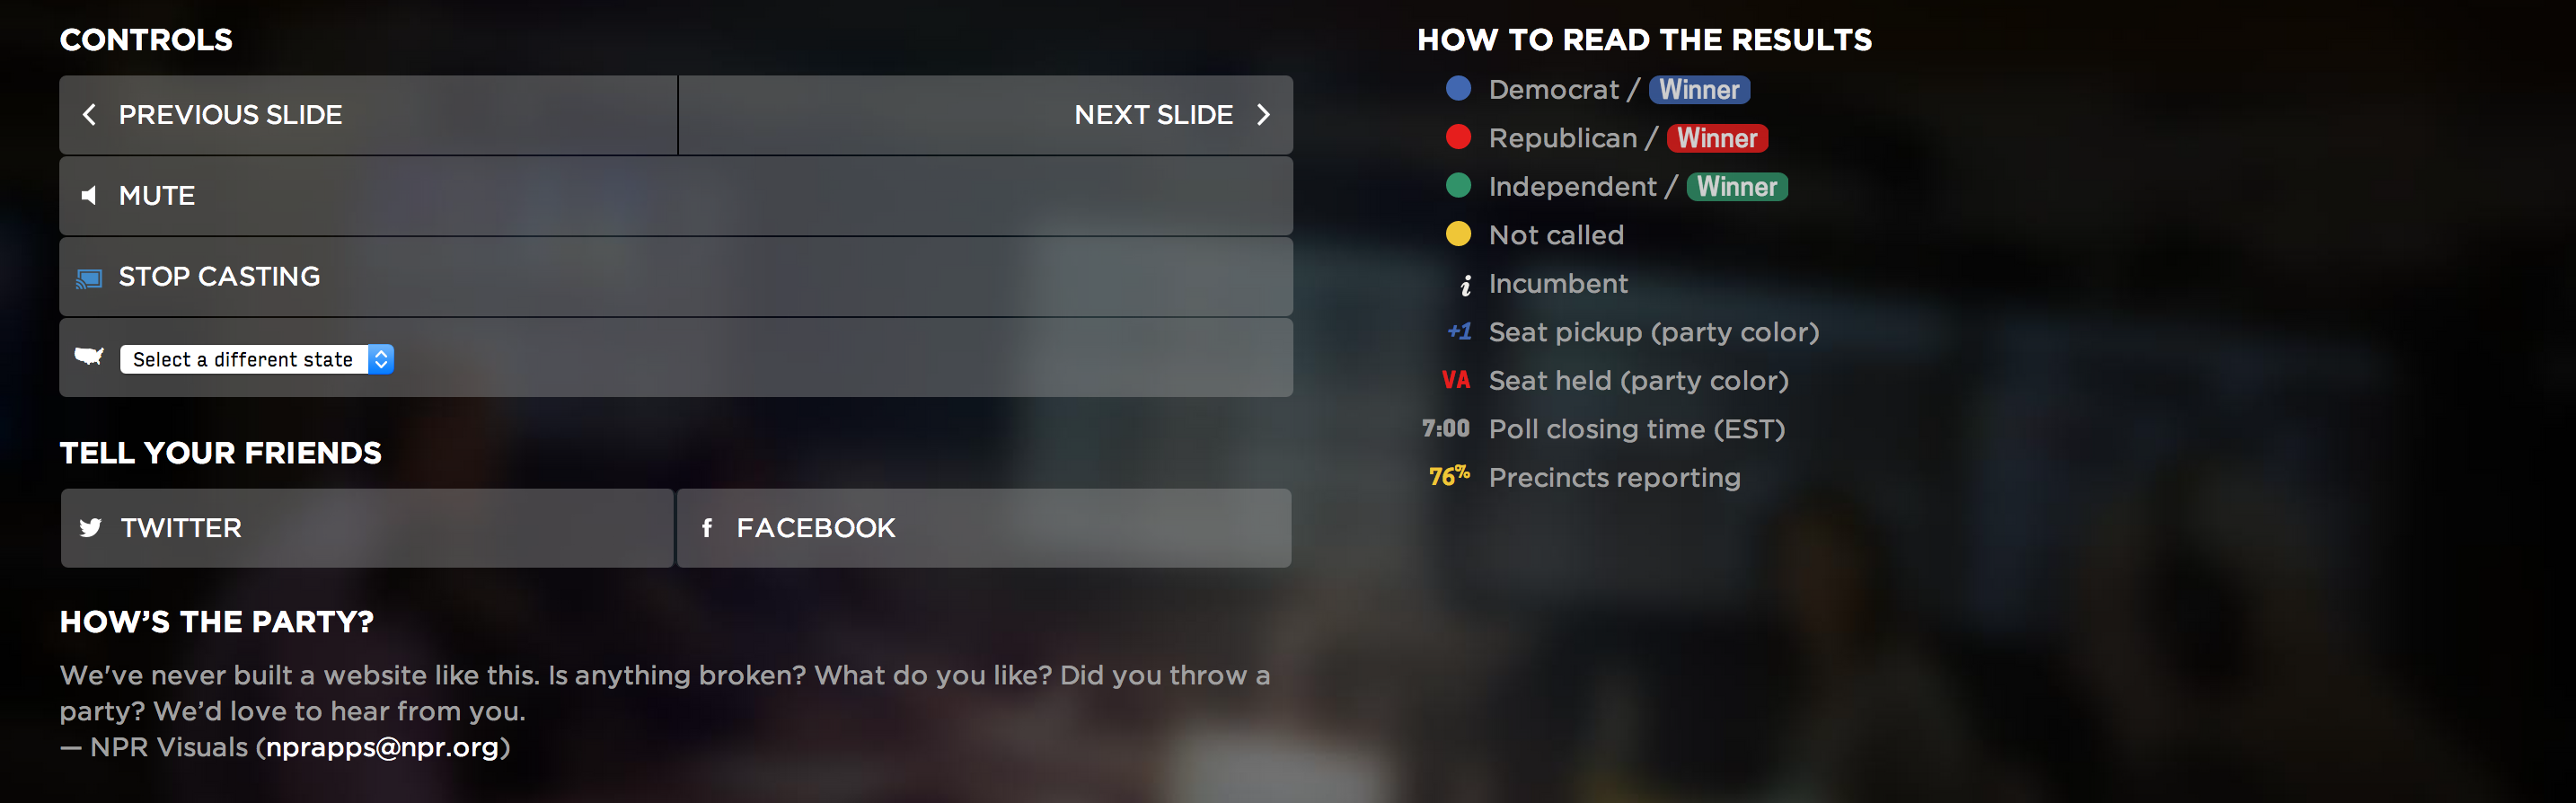 CONTROLS
PREVIOUS SLIDE
NEXT SLIDE
MUTE
STOP CASTING
Select a different state
TELL YOUR FRIENDS
TWITTER
FACEBOOK
HOW’S THE PARTY?
We've never built a website like this. Is anything broken? What do you like? Did you throw a
party? We’d love to hear from you.
— NPR Visuals (nprapps@npr.org)
HOW TO READ THE RESULTS
Democrat / Winner
Republican / Winner
Independent / Winner
Not called
i Incumbent
+1 Seat pickup (party color)
VA Seat held (party color)
7:00 Poll closing time (EST)
76% Precincts reporting